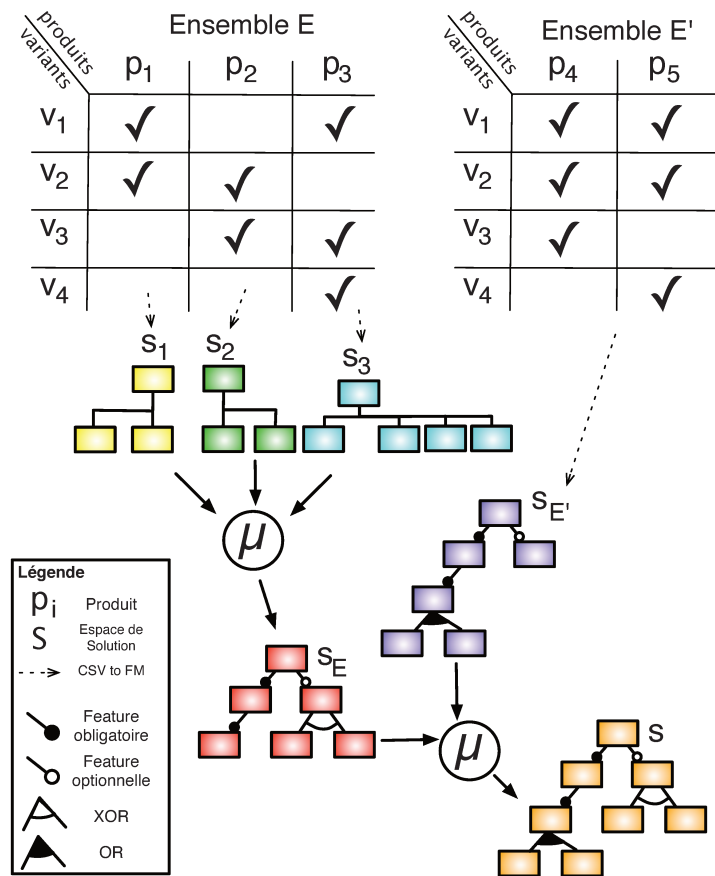 Ensemble E
produits
variants
p1 p2 p3
v1
v2
v3
v4
Ensemble E'
produits
variants
p4 p5
v1
v2
v3
v4
s1 s2 s3
μ
sE'
sE
μ
s
Légende
pi Produit
S Espace de
Solution
CSV to FM
Feature
obligatoire
Feature
optionnelle
XOR
OR